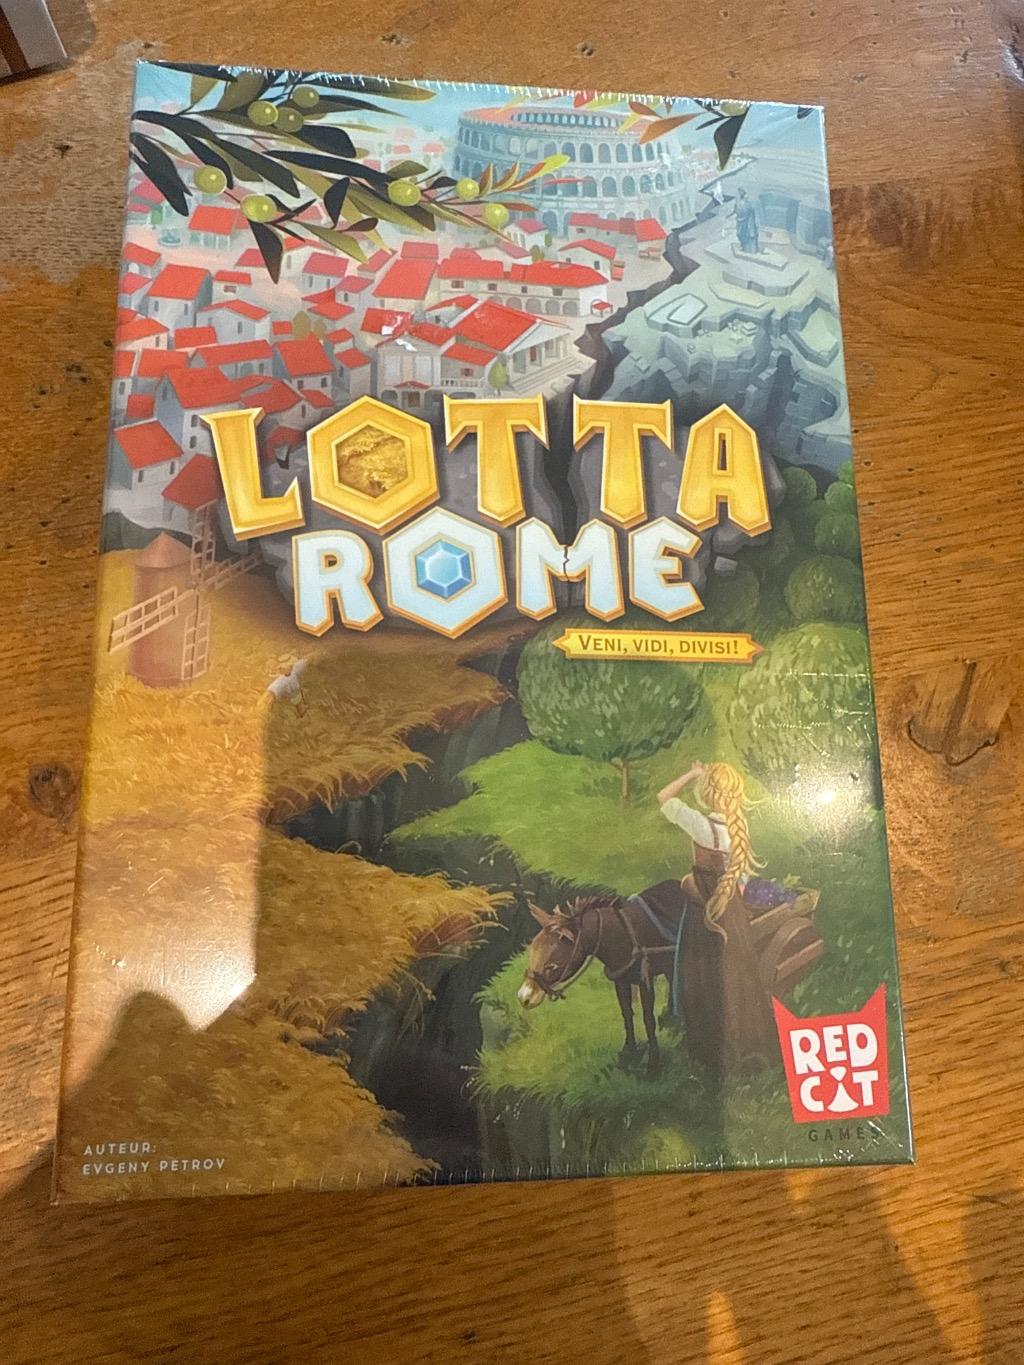 LOTTA
ROME
VENI, VIDI, DIVISI!
RED
CAT
GAMES
AUTEUR:
EVGENY PETROV